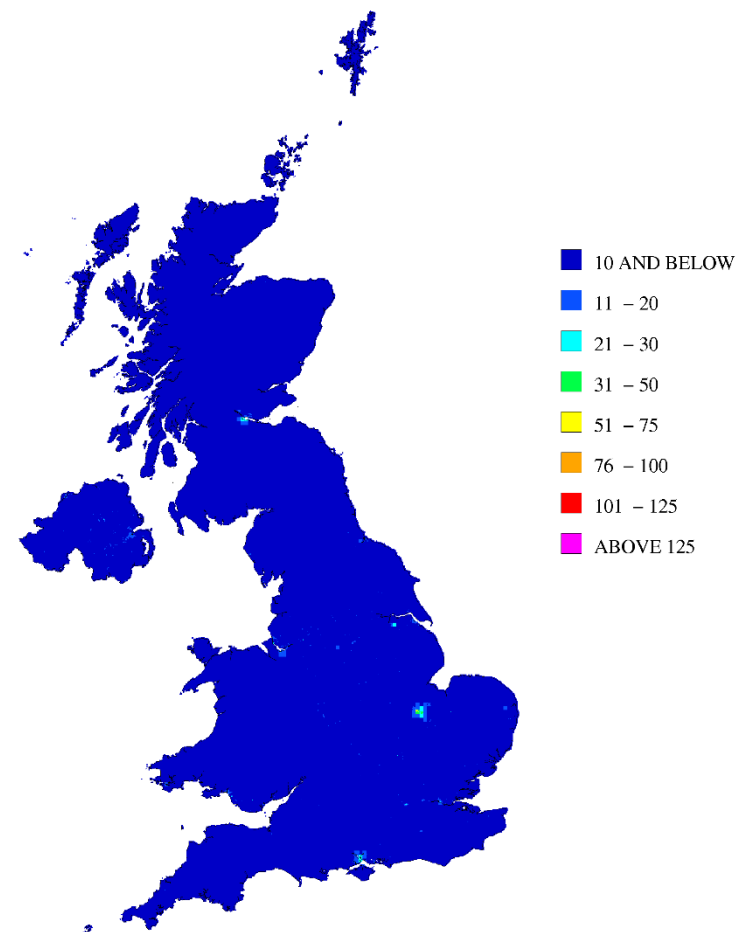 10 AND BELOW
11 – 20
21 – 30
31 – 50
51 – 75
76 – 100
101 – 125
ABOVE 125